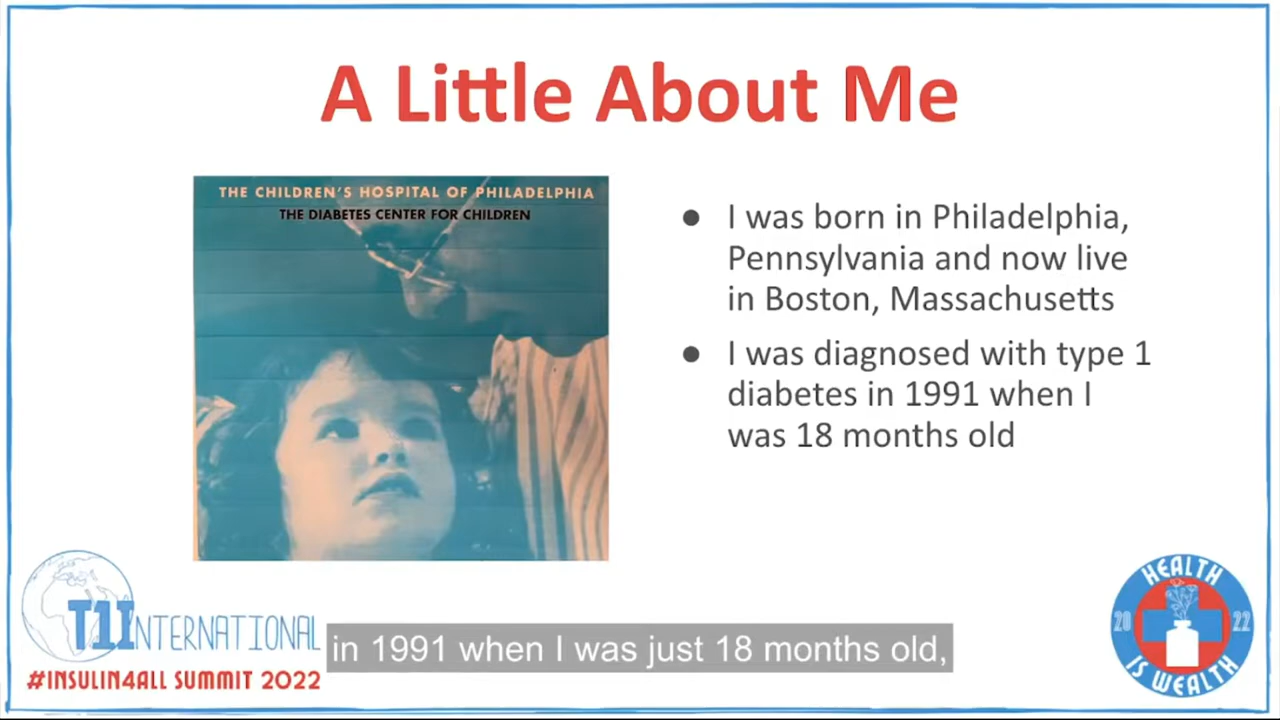 A Little About Me
THE CHILDREN'S HOSPITAL OF PHILADELPHIA
THE DIABETES CENTER FOR CHILDREN
● I was born in Philadelphia,
Pennsylvania and now live
in Boston, Massachusetts
● I was diagnosed with type 1
diabetes in 1991 when I
was 18 months old
T1INTERNATIONAL
#INSULIN4ALL SUMMIT 2022
in 1991 when I was just 18 months old,
HEALTH
20 22
IS WEALTH